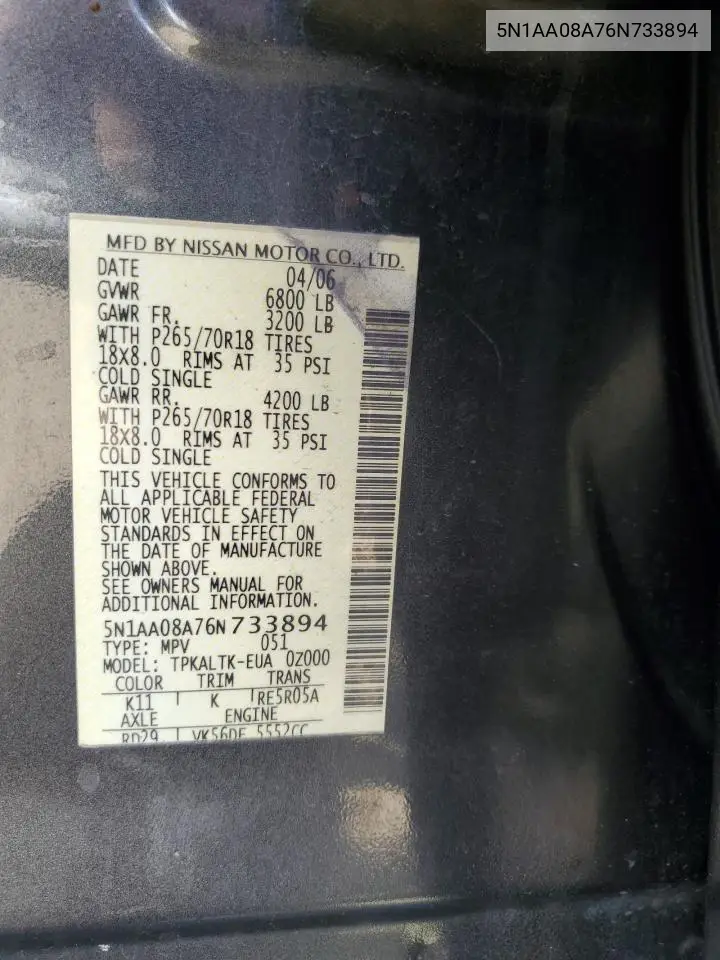 5N1AA08A76N733894
MFD BY NISSAN MOTOR CO., LTD.
DATE 04/06
GVWR 6800 LB
GAWR FR. 3200 LB
WITH P265/70R18 TIRES
18X8.0 RIMS AT 35 PSI
COLD SINGLE
GAWR RR. 4200 LB
WITH P265/70R18 TIRES
18X8.0 RIMS AT 35 PSI
COLD SINGLE
THIS VEHICLE CONFORMS TO
ALL APPLICABLE FEDERAL
MOTOR VEHICLE SAFETY
STANDARDS IN EFFECT ON
THE DATE OF MANUFACTURE
SHOWN ABOVE.
SEE OWNERS MANUAL FOR
ADDITIONAL INFORMATION.
5N1AA08A76N733894
TYPE: MPV 051
MODEL: TPKALTK-EUA 0Z000
COLOR TRIM TRANS
K11 K RE5R05A
AXLE ENGINE
RD29 VK56DE 5552CC